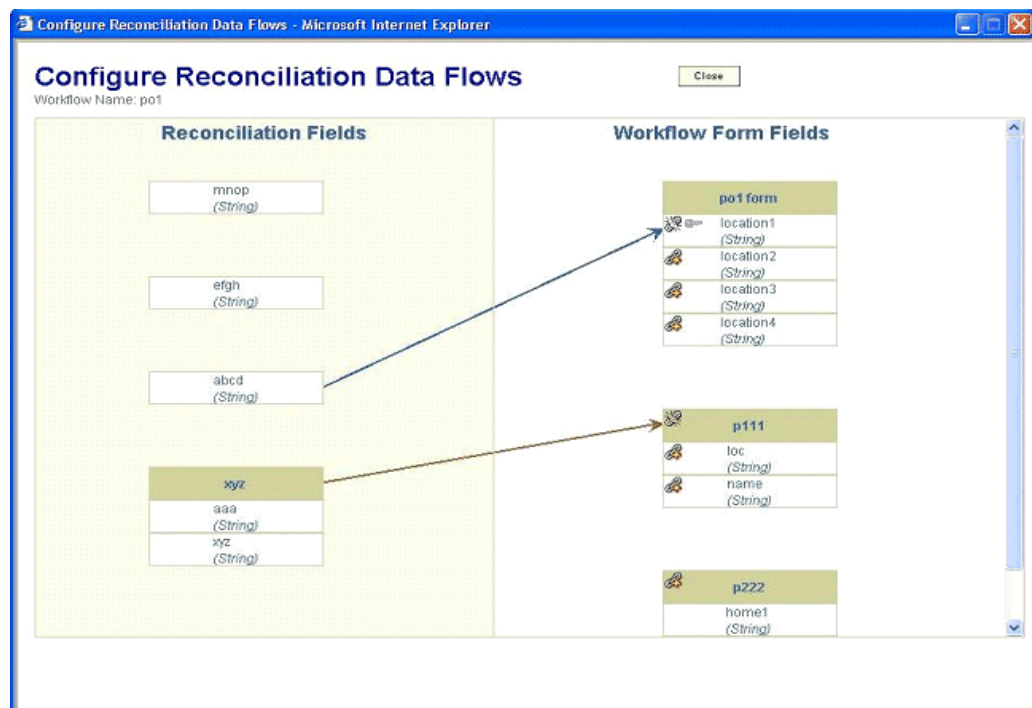 Configure Reconciliation Data Flows - Microsoft Internet Explorer
Configure Reconciliation Data Flows
Close
Workflow Name: po1
Reconciliation Fields
mnop
(String)
efgh
(String)
abcd
(String)
xyz
aaa
(String)
xyz
(String)
Workflow Form Fields
po1 form
location1
(String)
location2
(String)
location3
(String)
location4
(String)
p111
loc
(String)
name
(String)
p222
home1
(String)